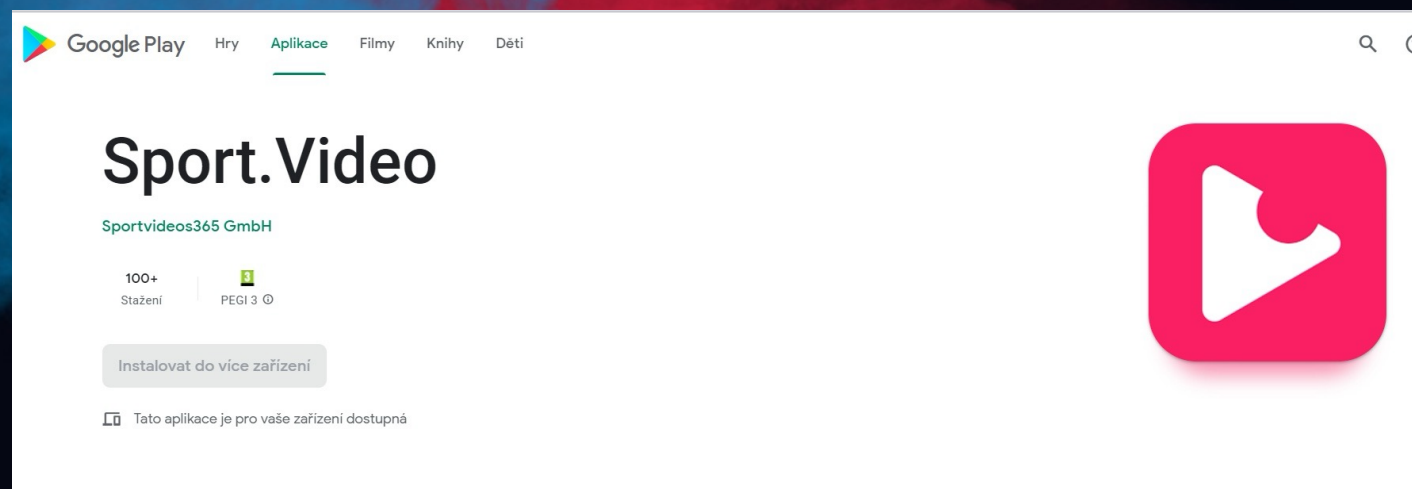 Google Play Hry Aplikace Filmy Knihy Děti
Sport.Video
Sportvideos365 GmbH
100+
Stažení
3
PEGI 3
Instalovat do více zařízení
Tato aplikace je pro vaše zařízení dostupná